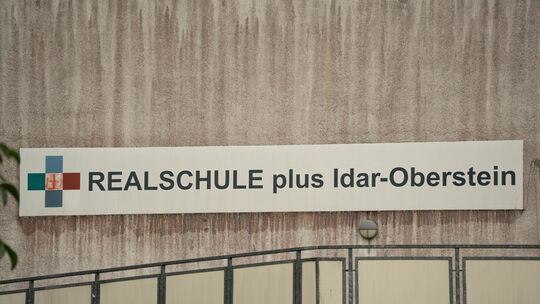 REALSCHULE plus Idar-Oberstein